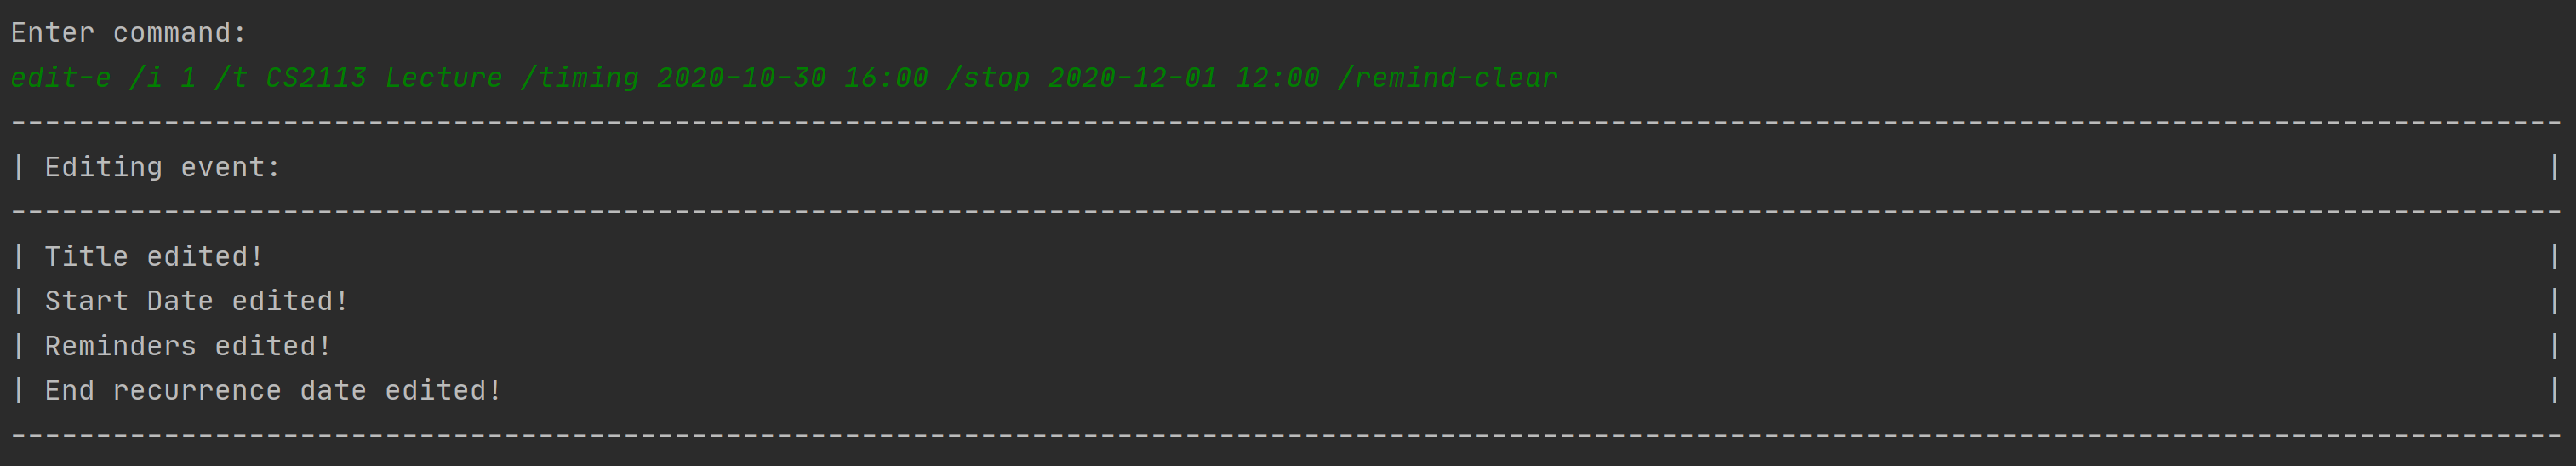 Enter command:
edit-e /i 1 /t CS2113 Lecture /timing 2020-10-30 16:00 /stop 2020-12-01 12:00 /remind-clear
------------------------------------------------------------------------------------------------------------------------------------------------------
| Editing event: |
------------------------------------------------------------------------------------------------------------------------------------------------------
| Title edited! |
| Start Date edited! |
| Reminders edited! |
| End recurrence date edited! |
------------------------------------------------------------------------------------------------------------------------------------------------------